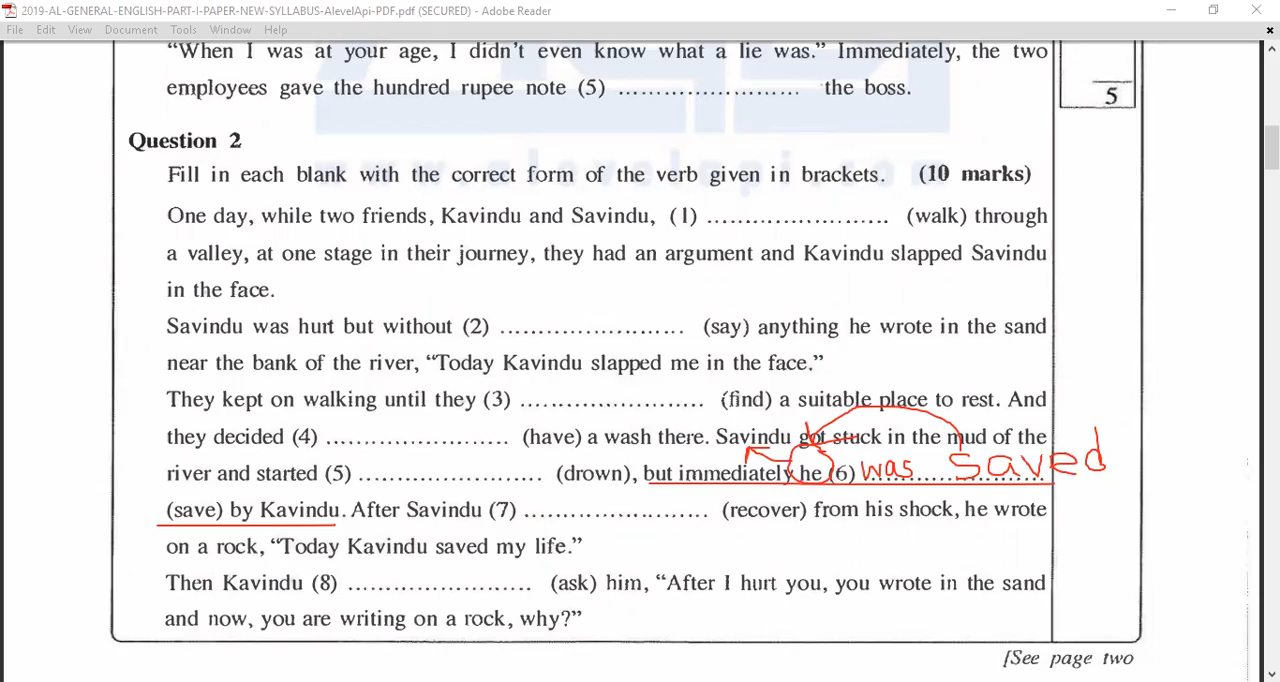 2019-AL-GENERAL-ENGLISH-PART-I-PAPER-NEW-SYLLABUS-AlevelApi-PDF.pdf (SECURED) - Adobe Reader
File Edit View Document Tools Window Help
“When I was at your age, I didn’t even know what a lie was.” Immediately, the two
employees gave the hundred rupee note (5) ........................ the boss.
5
Question 2
www.alevelapi.com
Fill in each blank with the correct form of the verb given in brackets. (10 marks)
One day, while two friends, Kavindu and Savindu, (1) ........................ (walk) through
a valley, at one stage in their journey, they had an argument and Kavindu slapped Savindu
in the face.
Savindu was hurt but without (2) ........................ (say) anything he wrote in the sand
near the bank of the river, “Today Kavindu slapped me in the face.”
They kept on walking until they (3) ........................ (find) a suitable place to rest. And
they decided (4) ........................ (have) a wash there. Savindu got stuck in the mud of the
river and started (5) ........................ (drown), but immediately he (6) was saved ........................
(save) by Kavindu. After Savindu (7) ........................ (recover) from his shock, he wrote
on a rock, “Today Kavindu saved my life.”
Then Kavindu (8) ........................ (ask) him, “After I hurt you, you wrote in the sand
and now, you are writing on a rock, why?”
[See page two